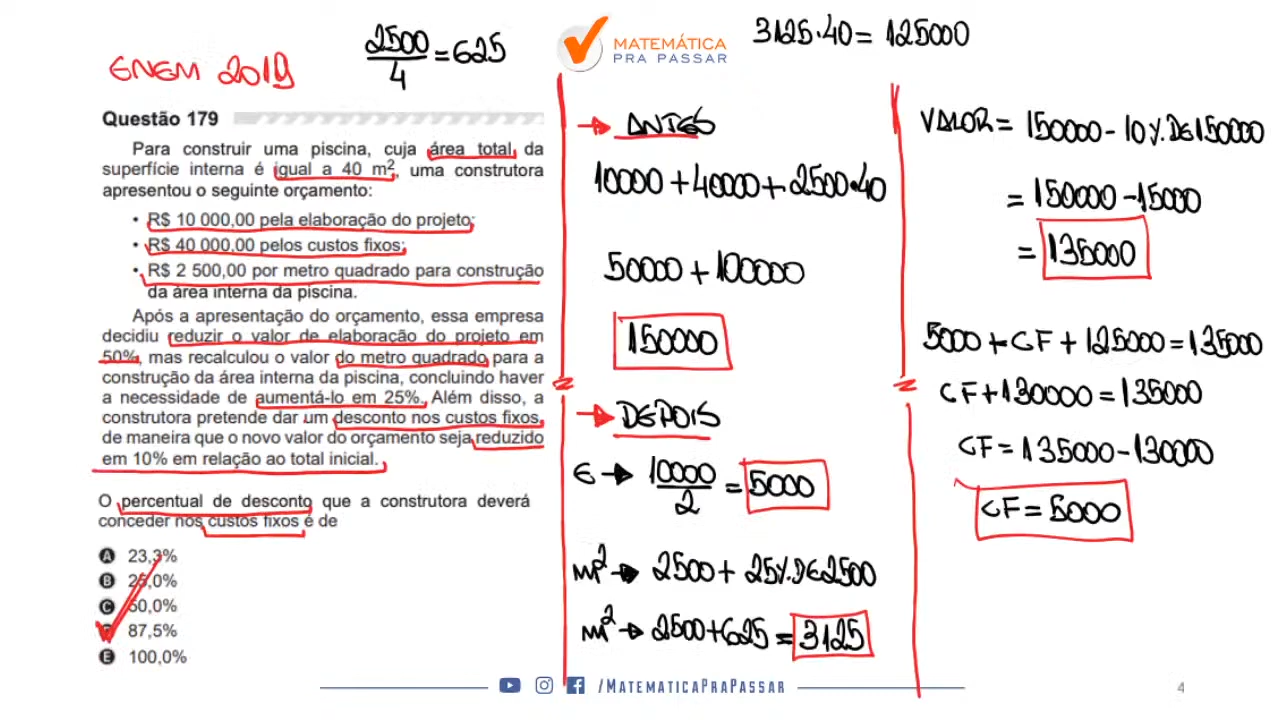 ENEM 2019
2500/4 = 625
MATEMÁTICA
PRA PASSAR
3125·40 = 125000
Questão 179
Para construir uma piscina, cuja área total da
superfície interna é igual a 40 m², uma construtora
apresentou o seguinte orçamento:
• R$ 10 000,00 pela elaboração do projeto;
• R$ 40 000,00 pelos custos fixos;
• R$ 2 500,00 por metro quadrado para construção
da área interna da piscina.
Após a apresentação do orçamento, essa empresa
decidiu reduzir o valor de elaboração do projeto em
50%, mas recalculou o valor do metro quadrado para a
construção da área interna da piscina, concluindo haver
a necessidade de aumentá-lo em 25%. Além disso, a
construtora pretende dar um desconto nos custos fixos,
de maneira que o novo valor do orçamento seja reduzido
em 10% em relação ao total inicial.
O percentual de desconto que a construtora deverá
conceder nos custos fixos é de
A 23,3%
B 25,0%
C 50,0%
D 87,5%
E 100,0%
→ ANTES
10000 + 40000 + 2500·40
50000 + 100000
150000
→ DEPOIS
E → 10000/2 = 5000
m² → 2500 + 25% DE 2500
m² → 2500 + 625 = 3125
VALOR = 150000 - 10% DE 150000
= 150000 - 15000
= 135000
5000 + CF + 125000 = 135000
CF + 130000 = 135000
CF = 135000 - 130000
CF = 5000
/MatematicaPraPassar
4